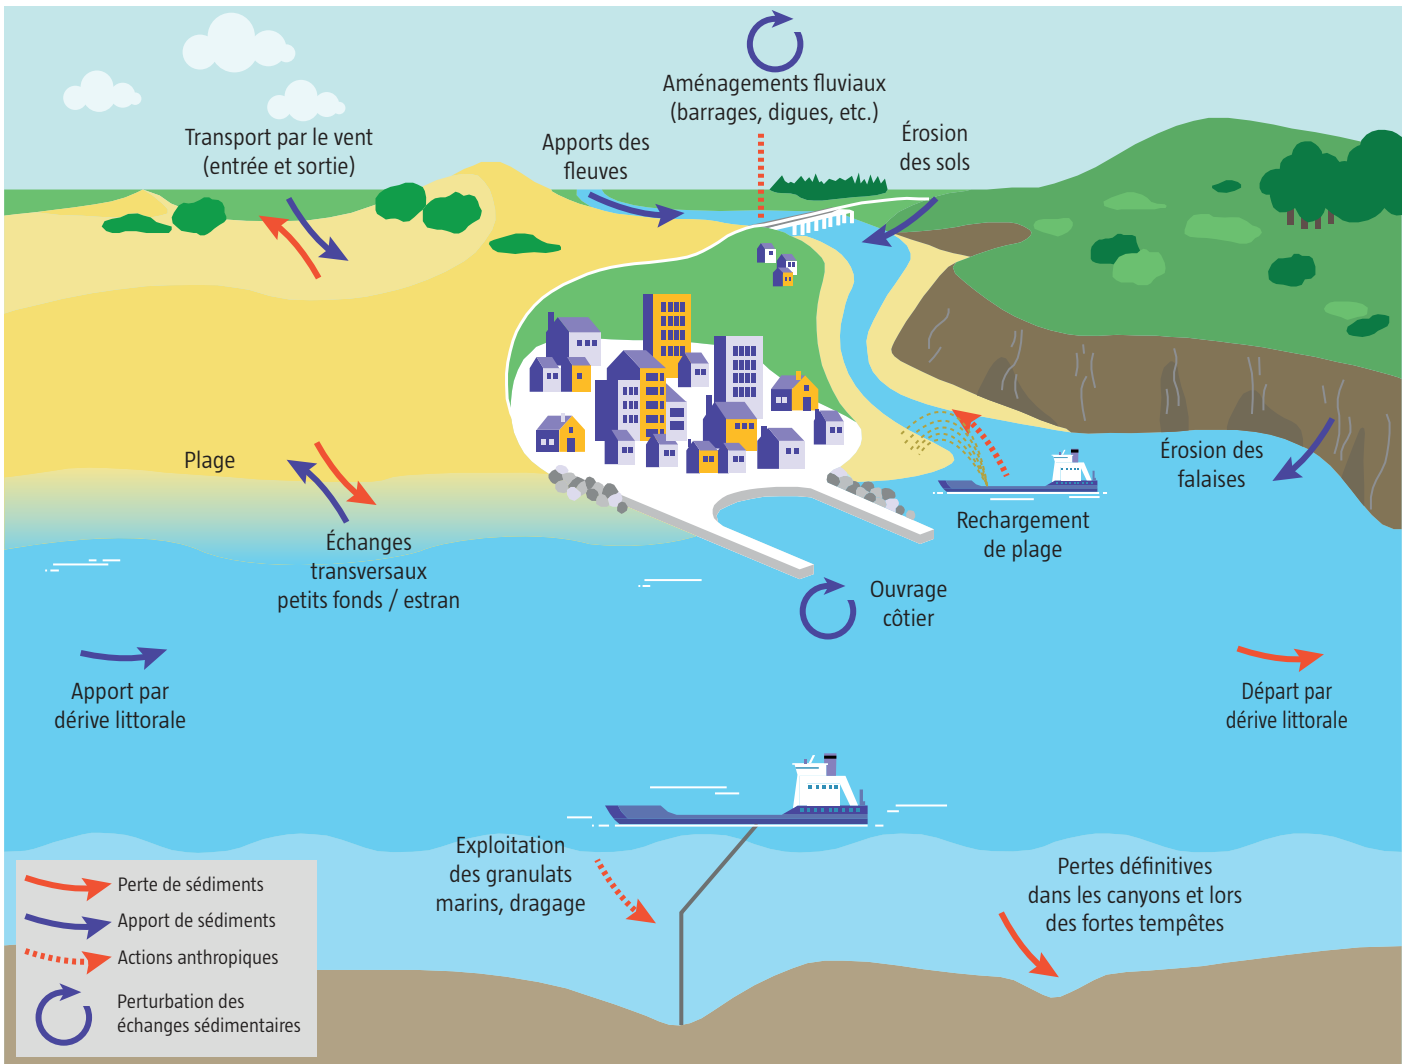 Aménagements fluviaux
(barrages, digues, etc.)
Transport par le vent
(entrée et sortie)
Apports des
fleuves
Érosion
des sols
Plage
Échanges
transversaux
petits fonds / estran
Érosion des
falaises
Rechargement
de plage
Ouvrage
côtier
Apport par
dérive littorale
Départ par
dérive littorale
Exploitation
des granulats
marins, dragage
Pertes définitives
dans les canyons et lors
des fortes tempêtes
Perte de sédiments
Apport de sédiments
Actions anthropiques
Perturbation des
échanges sédimentaires